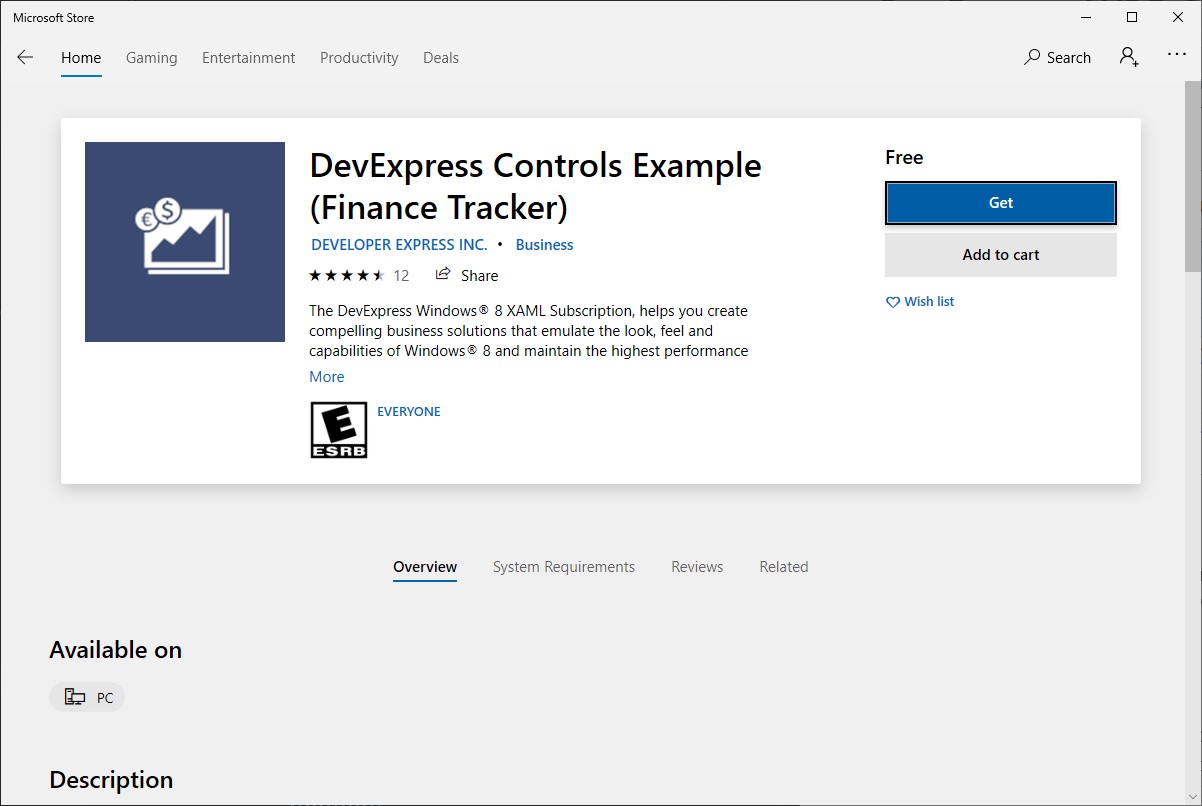 Microsoft Store
Home Gaming Entertainment Productivity Deals Search
DevExpress Controls Example
(Finance Tracker)
DEVELOPER EXPRESS INC. • Business
12 Share
The DevExpress Windows® 8 XAML Subscription, helps you create
compelling business solutions that emulate the look, feel and
capabilities of Windows® 8 and maintain the highest performance
More
E
ESRB
EVERYONE
Free
Get
Add to cart
Wish list
€ $
Overview System Requirements Reviews Related
Available on
PC
Description